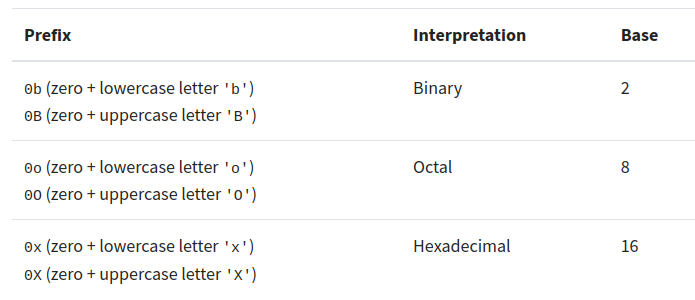 Prefix Interpretation Base
0b (zero + lowercase letter 'b') Binary 2
0B (zero + uppercase letter 'B')
0o (zero + lowercase letter 'o') Octal 8
0O (zero + uppercase letter 'O')
0x (zero + lowercase letter 'x') Hexadecimal 16
0X (zero + uppercase letter 'X')